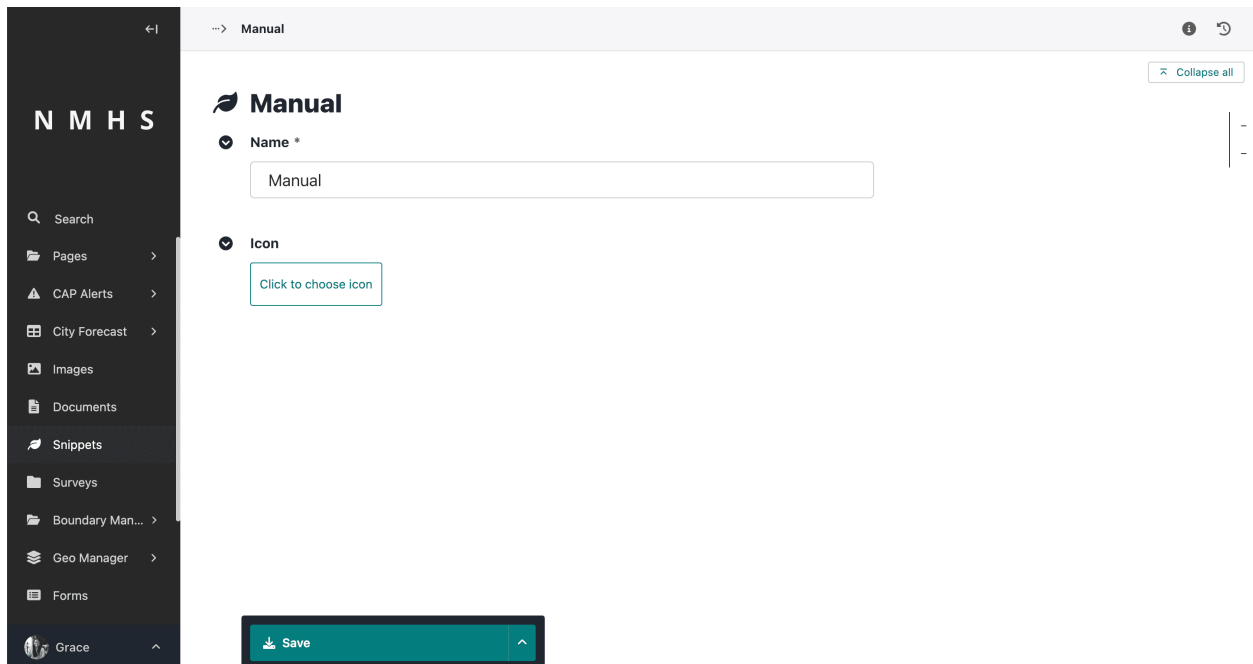 Manual
Collapse all
N M H S
Manual
Name *
Manual
Search
Icon
Pages
Click to choose icon
CAP Alerts
City Forecast
Images
Documents
Snippets
Surveys
Boundary Man...
Geo Manager
Forms
Save
Grace